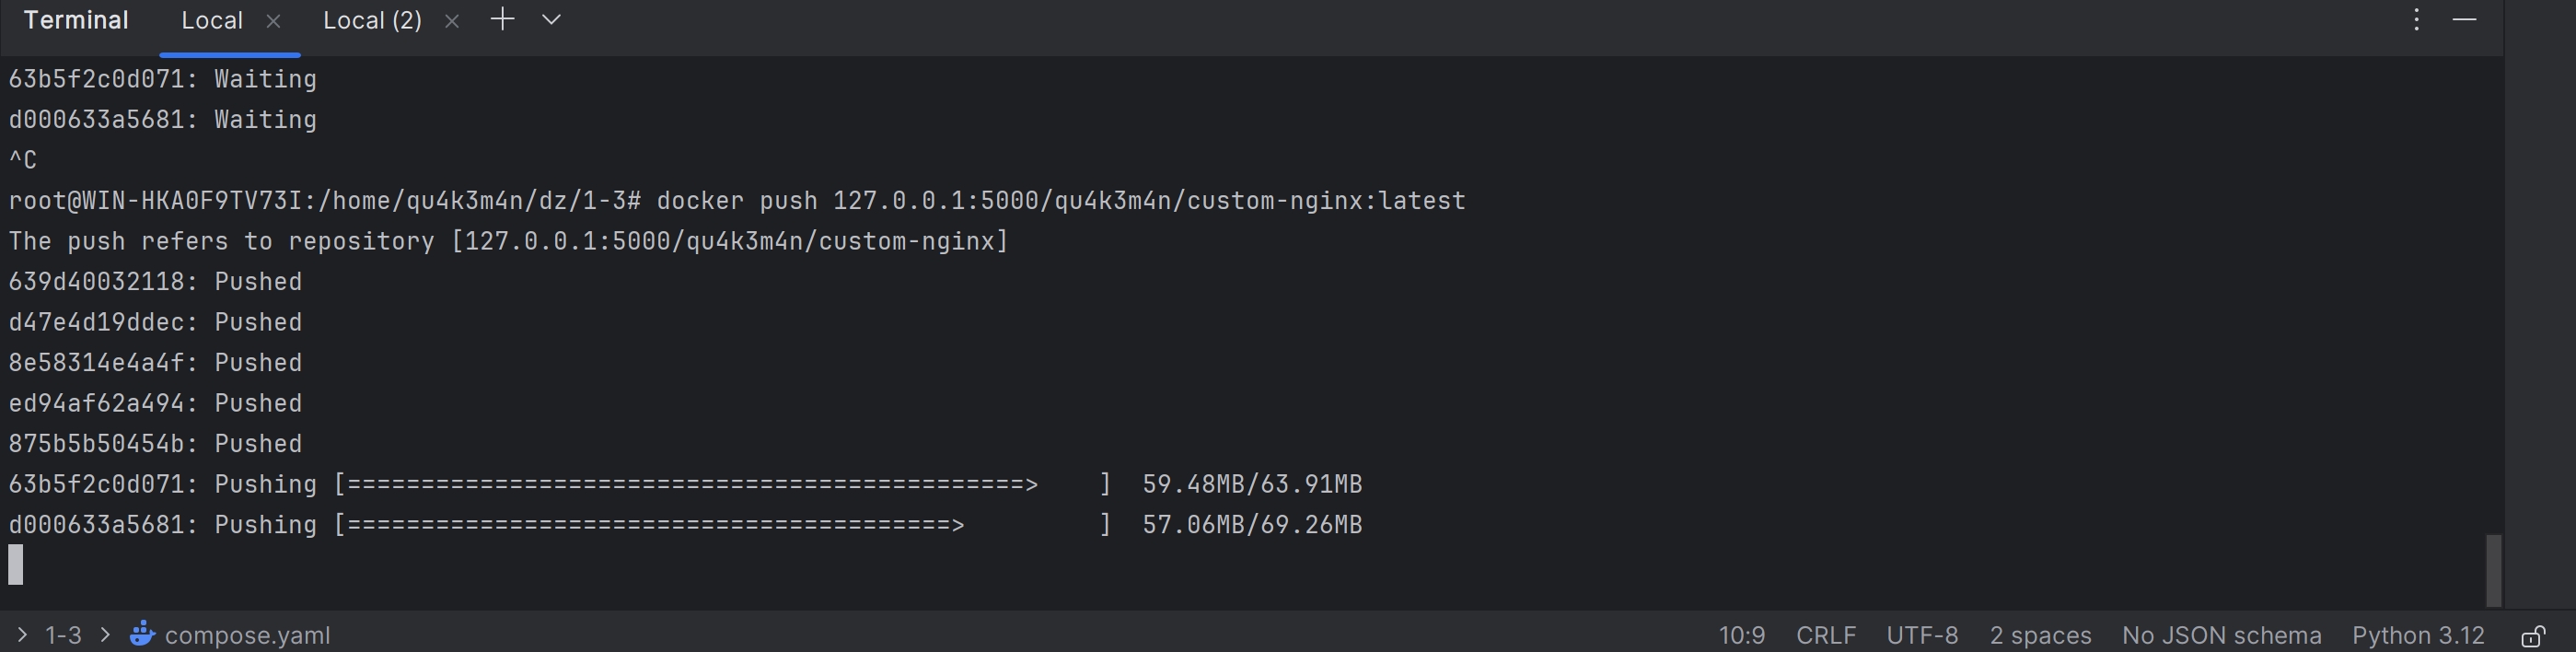 Terminal Local × Local (2) ×
63b5f2c0d071: Waiting
d000633a5681: Waiting
^C
root@WIN-HKA0F9TV73I:/home/qu4k3m4n/dz/1-3# docker push 127.0.0.1:5000/qu4k3m4n/custom-nginx:latest
The push refers to repository [127.0.0.1:5000/qu4k3m4n/custom-nginx]
639d40032118: Pushed
d47e4d19ddec: Pushed
8e58314e4a4f: Pushed
ed94af62a494: Pushed
875b5b50454b: Pushed
63b5f2c0d071: Pushing [==============================================>    ]  59.48MB/63.91MB
d000633a5681: Pushing [=========================================>         ]  57.06MB/69.26MB
> 1-3 > compose.yaml 10:9 CRLF UTF-8 2 spaces No JSON schema Python 3.12